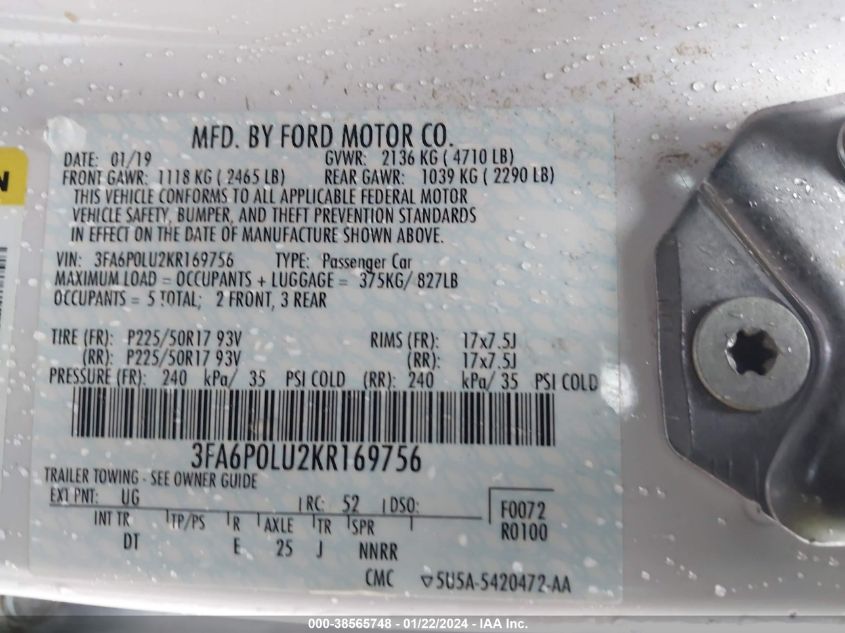 MFD. BY FORD MOTOR CO.
DATE: 01/19 GVWR: 2136 KG ( 4710 LB)
FRONT GAWR: 1118 KG ( 2465 LB) REAR GAWR: 1039 KG ( 2290 LB)
THIS VEHICLE CONFORMS TO ALL APPLICABLE FEDERAL MOTOR
VEHICLE SAFETY, BUMPER, AND THEFT PREVENTION STANDARDS
IN EFFECT ON THE DATE OF MANUFACTURE SHOWN ABOVE.
VIN: 3FA6P0LU2KR169756 TYPE: Passenger Car
MAXIMUM LOAD = OCCUPANTS + LUGGAGE = 375KG/ 827LB
OCCUPANTS = 5 TOTAL; 2 FRONT, 3 REAR
TIRE (FR): P225/50R17 93V RIMS (FR): 17x7.5J
(RR): P225/50R17 93V (RR): 17x7.5J
PRESSURE (FR): 240 kPa/ 35 PSI COLD (RR): 240 kPa/ 35 PSI COLD
3FA6P0LU2KR169756
TRAILER TOWING - SEE OWNER GUIDE
EXT PNT: UG RC: 52 DSO: F0072
INT TR TP/PS R AXLE TR SPR R0100
DT E 25 J NNRR
CMC ▽5U5A-5420472-AA
N
000-38565748 - 01/22/2024 - IAA Inc.